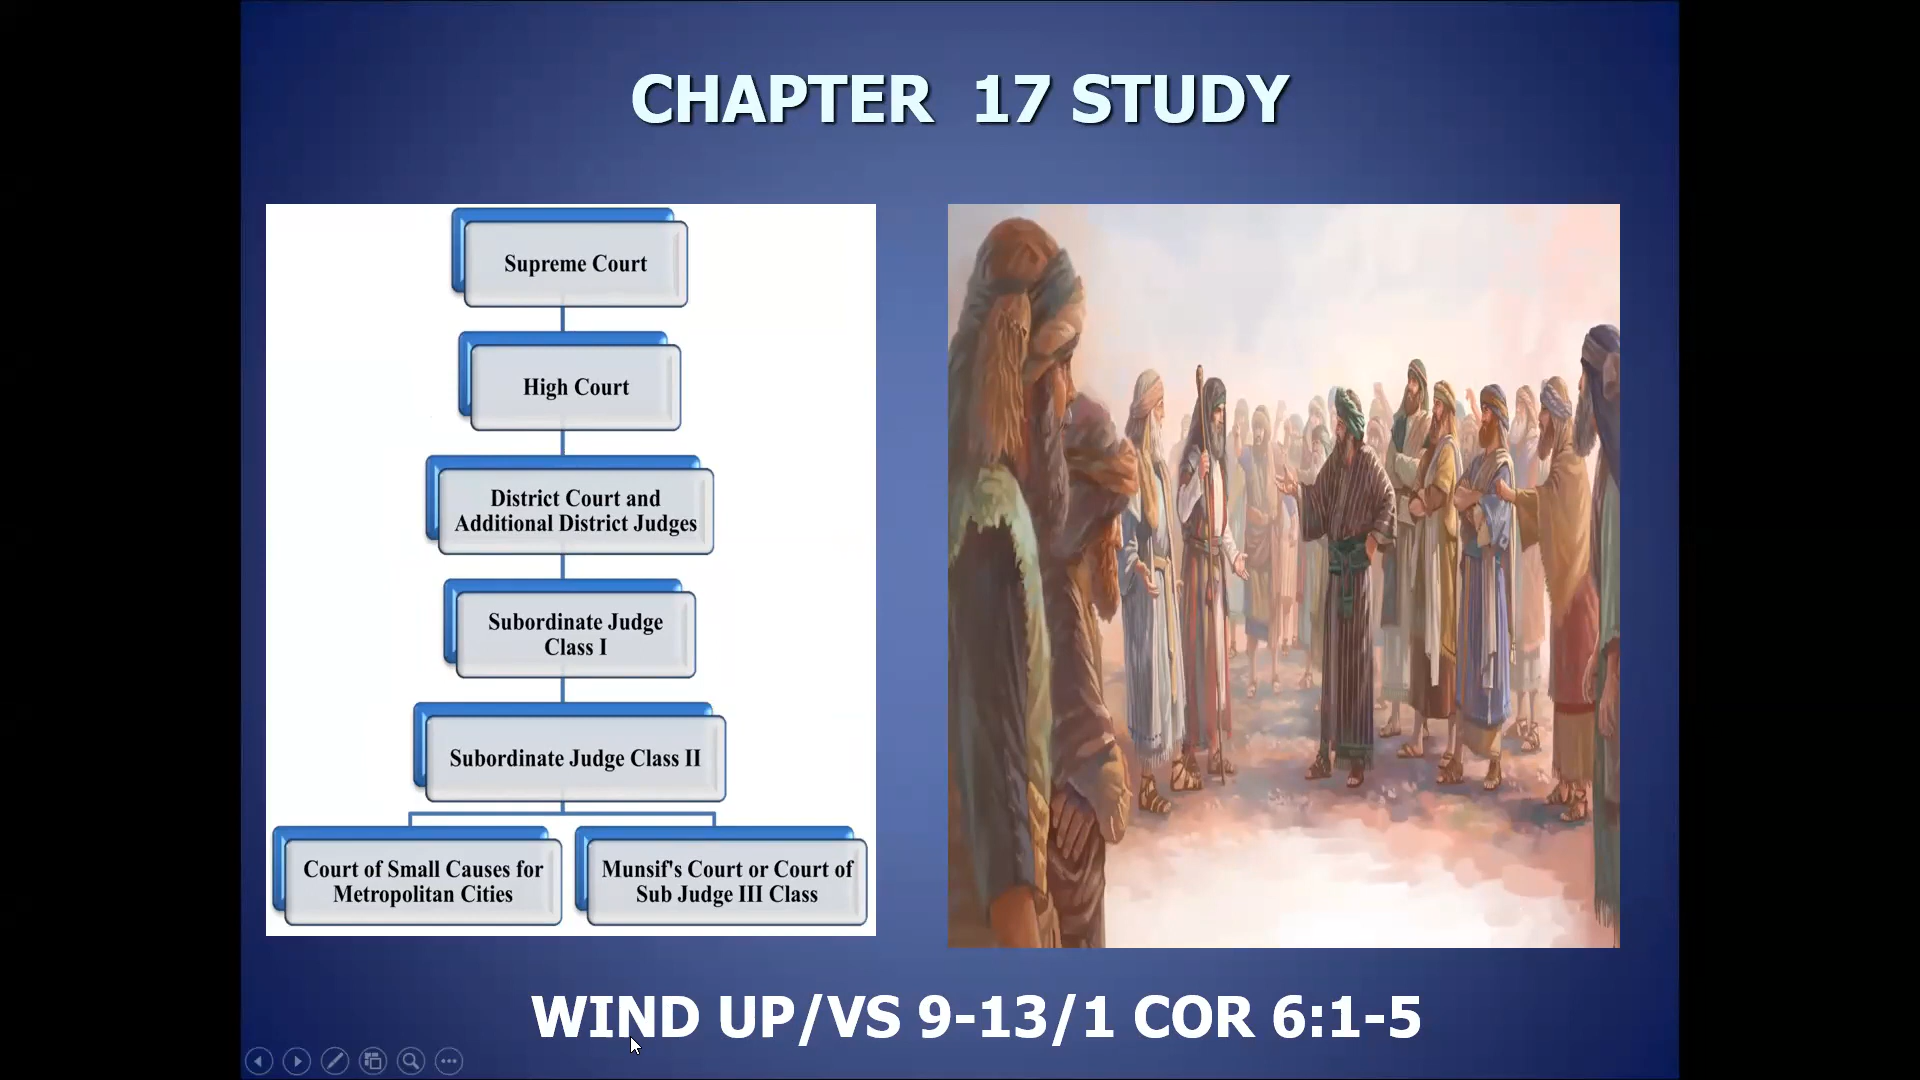 CHAPTER 17 STUDY
Supreme Court
High Court
District Court and
Additional District Judges
Subordinate Judge
Class I
Subordinate Judge Class II
Court of Small Causes for
Metropolitan Cities
Munsif's Court or Court of
Sub Judge III Class
WIND UP/VS 9-13/1 COR 6:1-5